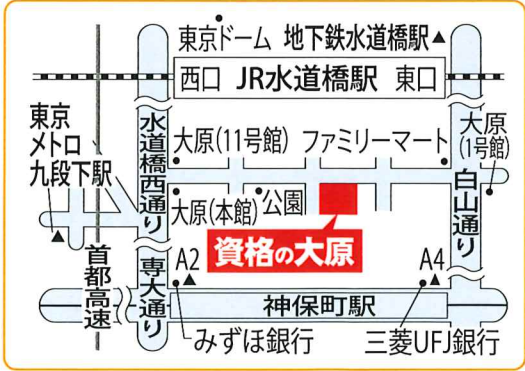 東京ドーム
地下鉄水道橋駅▲
西口 JR水道橋駅 東口
東京
メトロ
九段下駅
水道橋西通り
大原(11号館)
ファミリーマート
大原
(1号館)
大原(本館)
公園
白山通り
資格の大原
首都高速
専大通り
A2
A4
神保町駅
みずほ銀行
三菱UFJ銀行